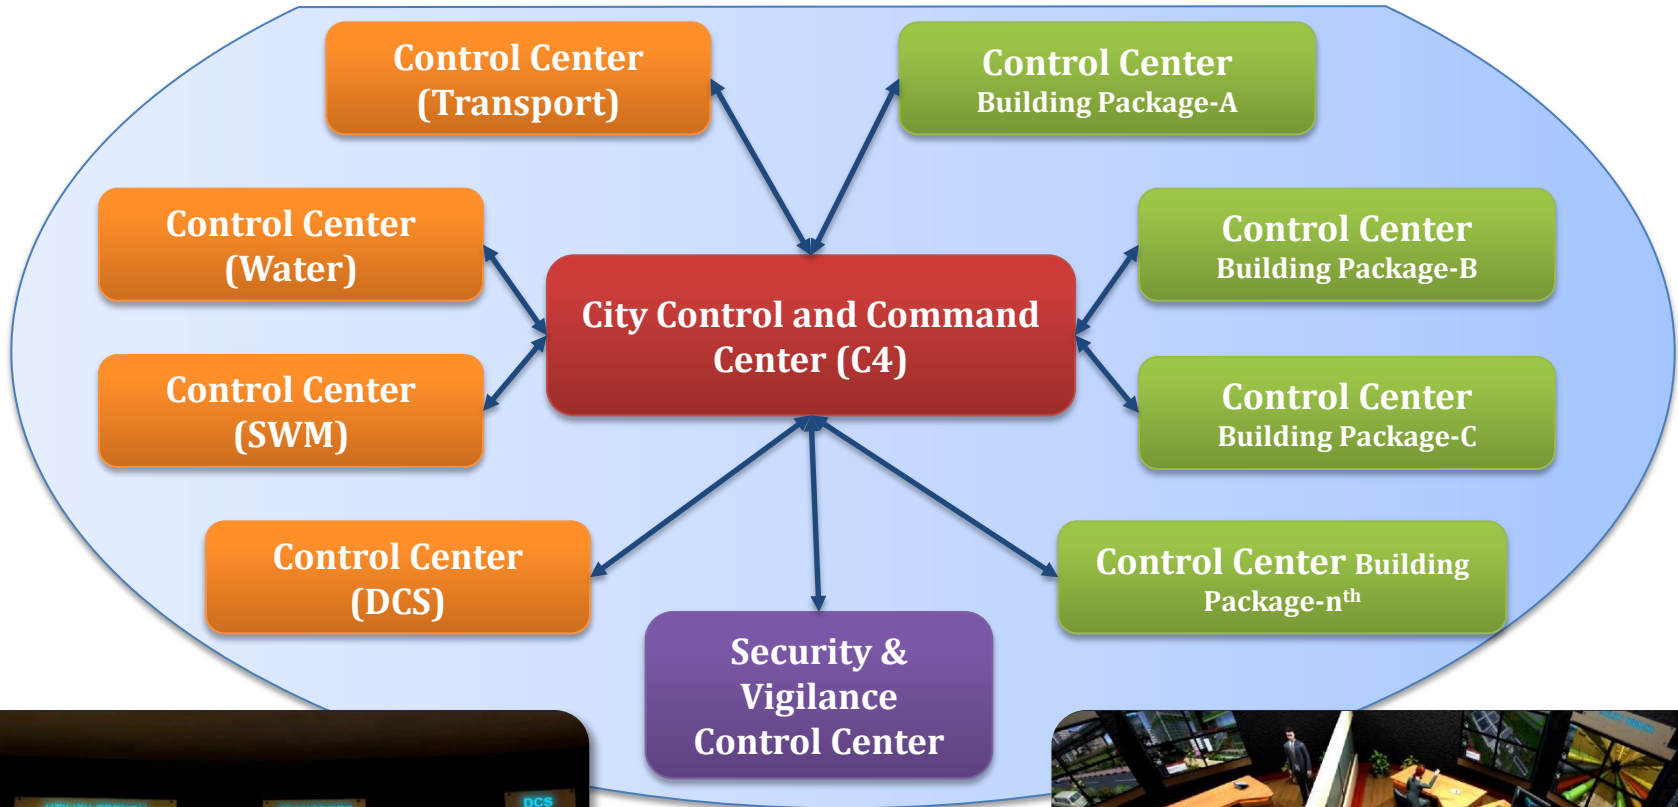 Control Center
(Transport)
Control Center
Building Package-A
Control Center
(Water)
Control Center
Building Package-B
City Control and Command
Center (C4)
Control Center
(SWM)
Control Center
Building Package-C
Control Center
(DCS)
Control Center Building
Package-nth
Security &
Vigilance
Control Center
UTILITY TRENCH
DCS